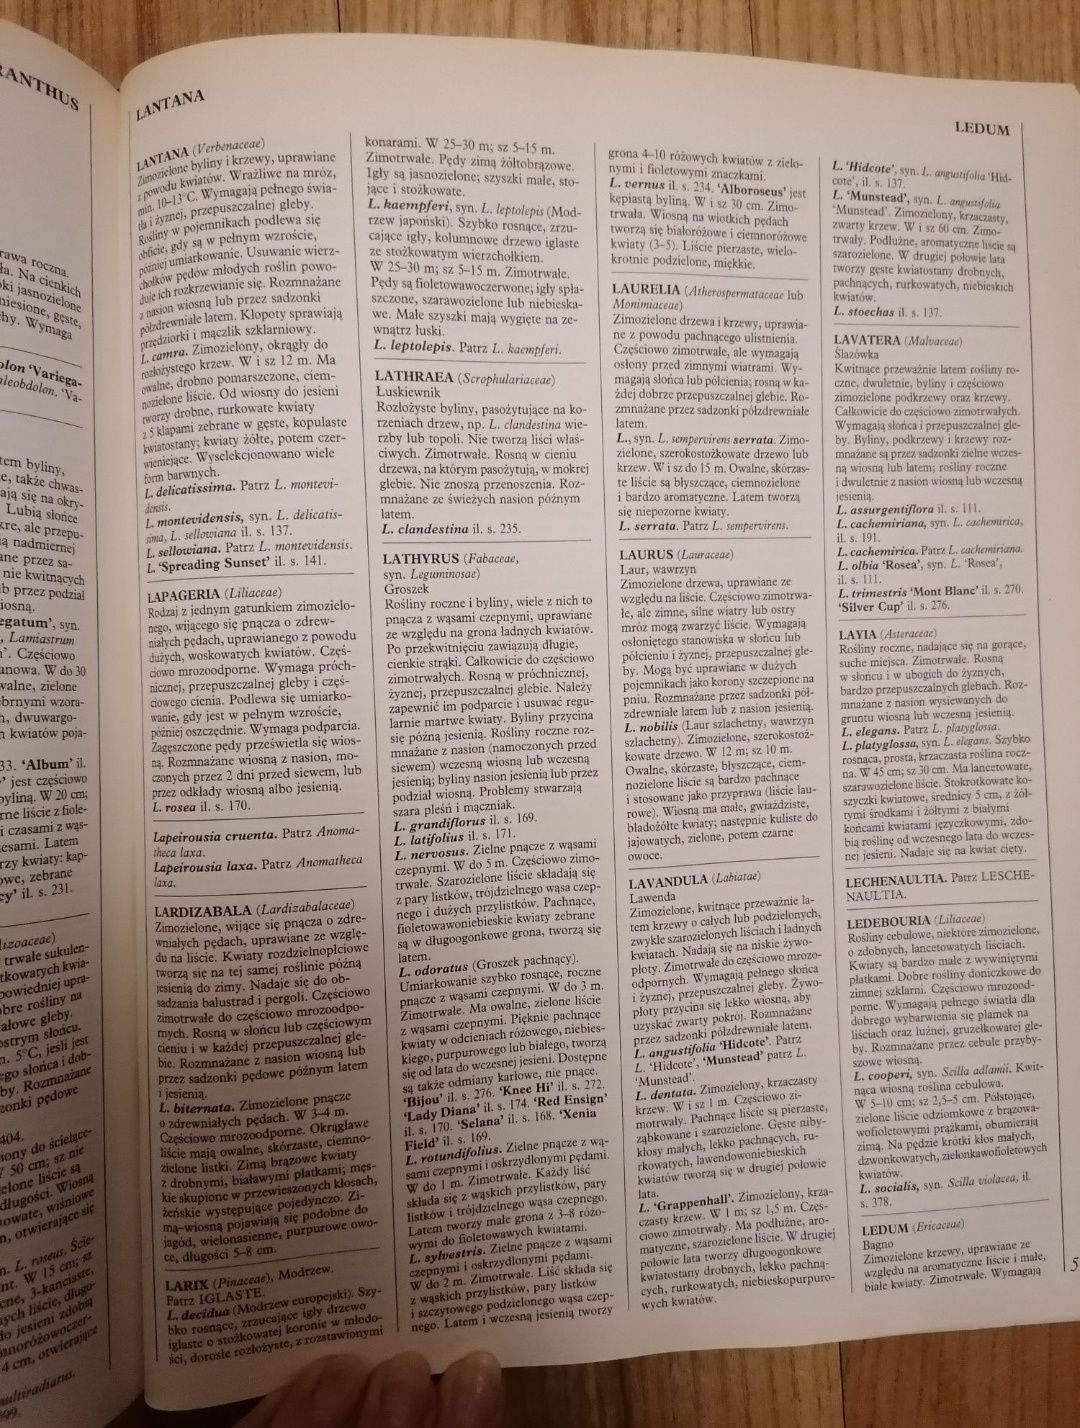 RANTHUS
LANTANA
LEDUM
LANTANA (Verbenaceae)
Zimozielone byliny i krzewy, uprawiane
z powodu kwiatów. Wrażliwe na mróz,
min. 10–13°C. Wymagają pełnego świa-
tła i żyznej, przepuszczalnej gleby.
Rośliny w pojemnikach podlewa się
obficie, gdy są w pełnym wzroście,
później umiarkowanie. Usuwanie wierz-
chołków pędów młodych roślin powo-
duje ich rozkrzewianie się. Rozmnażane
z nasion wiosną lub przez sadzonki
półzdrewniałe latem. Kłopoty sprawiają
przędziorki i mączlik szklarniowy.
L. camra. Zimozielony, okrągły do
rozłożystego krzew. W i sz 12 m. Ma
owalne, drobno pomarszczone, ciem-
nozielone liście. Od wiosny do jesieni
tworzy drobne, rurkowate kwiaty
z 5 klapami zebrane w gęste, kopulaste
kwiatostany; kwiaty żółte, potem czer-
wieniejące. Wyselekcjonowano wiele
form barwnych.
L. delicatissima. Patrz L. montevi-
densis.
L. montevidensis, syn. L. delicatis-
sima, L. sellowiana il. s. 137.
L. sellowiana. Patrz L. montevidensis.
L. ‘Spreading Sunset’ il. s. 141.
LAPAGERIA (Liliaceae)
Rodzaj z jednym gatunkiem zimozielo-
nego, wijącego się pnącza o zdrew-
niałych pędach, uprawianego z powodu
dużych, woskowatych kwiatów. Częś-
ciowo mrozoodporne. Wymaga próch-
nicznej, przepuszczalnej gleby i częś-
ciowego cienia. Podlewa się umiarko-
wanie, gdy jest w pełnym wzroście,
później oszczędnie. Wymaga podparcia.
Zagęszczone pędy prześwietla się wios-
ną. Rozmnażane wiosną z nasion, mo-
czonych przez 2 dni przed siewem, lub
przez odkłady wiosną albo jesienią.
L. rosea il. s. 170.
Lapeirousia cruenta. Patrz Anoma-
theca laxa.
Lapeirousia laxa. Patrz Anomatheca
laxa.
LARDIZABALA (Lardizabalaceae)
Zimozielone, wijące się pnącza o zdre-
wniałych pędach, uprawiane ze wzglę-
du na liście. Kwiaty rozdzielnopłciowe
tworzą się na tej samej roślinie późną
jesienią do zimy. Nadaje się do ob-
sadzania balustrad i pergoli. Częściowo
zimotrwałe do częściowo mrozoodpor-
nych. Rosną w słońcu lub częściowym
cieniu i w każdej przepuszczalnej gle-
bie. Rozmnażane z nasion wiosną lub
przez sadzonki pędowe późnym latem
i jesienią.
L. biternata. Zimozielone pnącze
o zdrewniałych pędach. W 3–4 m.
Częściowo mrozoodporne. Okrągławe
liście mają owalne, skórzaste, ciemno-
zielone listki. Zimą brązowe kwiaty
z drobnymi, białawymi płatkami; męs-
kie skupione w przewieszonych kłosach,
żeńskie występujące pojedynczo. Zi-
mą–wiosną pojawiają się podobne do
jagód, wielonasienne, purpurowe owo-
ce, długości 5–8 cm.
LARIX (Pinaceae), Modrzew.
Patrz IGLASTE.
L. decidua (Modrzew europejski). Szy-
bko rosnące, zrzucające igły drzewo
iglaste o stożkowatej koronie w młodo-
ści, dorosłe rozłożyste, z rozstawionymi
konarami. W 25–30 m; sz 5–15 m.
Zimotrwałe. Pędy zimą żółtobrązowe.
Igły są jasnozielone; szyszki małe, sto-
jące i stożkowate.
L. kaempferi, syn. L. leptolepis (Mod-
rzew japoński). Szybko rosnące, zrzu-
cające igły, kolumnowe drzewo iglaste
ze stożkowatym wierzchołkiem.
W 25–30 m; sz 5–15 m. Zimotrwałe.
Pędy są fioletowawoczerwone; igły spła-
szczone, szarawozielone lub niebieska-
we. Małe szyszki mają wygięte na ze-
wnątrz łuski.
L. leptolepis. Patrz L. kaempferi.
LATHRAEA (Scrophulariaceae)
Łuskiewnik
Rozłożyste byliny, pasożytujące na ko-
rzeniach drzew, np. L. clandestina wie-
rzby lub topoli. Nie tworzą liści właś-
ciwych. Zimotrwałe. Rosną w cieniu
drzewa, na którym pasożytują, w mokrej
glebie. Nie znoszą przenoszenia. Roz-
mnażane ze świeżych nasion późnym
latem.
L. clandestina il. s. 235.
LATHYRUS (Fabaceae,
syn. Leguminosae)
Groszek
Rośliny roczne i byliny, wiele z nich to
pnącza z wąsami czepnymi, uprawiane
ze względu na grona ładnych kwiatów.
Po przekwitnięciu zawiązują długie,
cienkie strąki. Całkowicie do częściowo
zimotrwałych. Rosną w próchnicznej,
żyznej, przepuszczalnej glebie. Należy
zapewnić im podparcie i usuwać regu-
larnie martwe kwiaty. Byliny przycina
się późną jesienią. Rośliny roczne roz-
mnażane z nasion (namoczonych przed
siewem) wczesną wiosną lub wczesną
jesienią; byliny nasion jesienią lub przez
podział wiosną. Problemy stwarzają
szara pleśń i mączniak.
L. grandiflorus il. s. 169.
L. latifolius il. s. 171.
L. nervosus. Zielne pnącze z wąsami
czepnymi. W do 5 m. Częściowo zimo-
trwałe. Szarozielone liście składają się
z pary listków, trójdzielnego wąsa czep-
nego i dużych przylistków. Pachnące,
fioletowawoniebieskie kwiaty zebrane
są w długoogonkowe grona, tworzą się
latem.
L. odoratus (Groszek pachnący).
Umiarkowanie szybko rosnące, roczne
pnącze z wąsami czepnymi. W do 3 m.
Zimotrwałe. Ma owalne, zielone liście
z wąsami czepnymi. Pięknie pachnące
kwiaty w odcieniach różowego, niebies-
kiego, purpurowego lub białego, tworzą
się od lata do wczesnej jesieni. Dostępne
są także odmiany karłowe, nie pnące.
‘Bijou’ il. s. 276. ‘Knee Hi’ il. s. 272.
‘Lady Diana’ il. s. 174. ‘Red Ensign’
il. s. 170. ‘Selana’ il. s. 168. ‘Xenia
Field’ il. s. 169.
L. rotundifolius. Zielne pnącze z wą-
sami czepnymi i oskrzydlonymi pędami.
W do 1 m. Zimotrwałe. Każdy liść
składa się z wąskich przylistków, pary
listków i trójdzielnego wąsa czepnego.
Latem tworzy małe grona z 3–8 różo-
wymi do fioletowych kwiatami.
L. sylvestris. Zielne pnącze z wąsami
czepnymi i oskrzydlonymi pędami.
W do 2 m. Zimotrwałe. Liść składa się
z wąskich przylistków, pary listków
i szczytowego podzielonego wąsa czep-
nego. Latem i wczesną jesienią tworzy
grona 4–10 różowych kwiatów z zielo-
nymi i fioletowymi znaczkami.
L. vernus il. s. 234. ‘Alboroseus’ jest
kępiastą byliną. W i sz 30 cm. Zimo-
trwała. Wiosną na wiotkich pędach
tworzą się białoróżowe i ciemnoróżowe
kwiaty (3–5). Liście pierzaste, wielo-
krotnie podzielone, miękkie.
LAURELIA (Atherospermataceae lub
Monimiaceae)
Zimozielone drzewa i krzewy, uprawia-
ne z powodu pachnącego ulistnienia.
Częściowo zimotrwałe, ale wymagają
osłony przed zimnymi wiatrami. Wy-
magają słońca lub półcienia; rosną w ka-
żdej dobrze przepuszczalnej glebie. Ro-
zmnażane przez sadzonki półzdrewniałe
latem.
L., syn. L. sempervirens serrata. Zimo-
zielone, szerokostożkowate drzewo lub
krzew. W i sz do 15 m. Owalne, skórzas-
te liście są błyszczące, ciemnozielone
i bardzo aromatyczne. Latem tworzą
się niepozorne kwiaty.
L. serrata. Patrz L. sempervirens.
LAURUS (Lauraceae)
Laur, wawrzyn
Zimozielone drzewa, uprawiane ze
względu na liście. Częściowo zimotrwa-
łe, ale zimne, silne wiatry lub ostry
mróz mogą zwarzyć liście. Wymagają
osłoniętego stanowiska w słońcu lub
półcieniu i żyznej, przepuszczalnej gle-
by. Mogą być uprawiane w dużych
pojemnikach jako korony szczepione na
pniu. Rozmnażane przez sadzonki pół-
zdrewniałe latem lub z nasion jesienią.
L. nobilis (Laur szlachetny, wawrzyn
szlachetny). Zimozielone, szerokostoż-
kowate drzewo. W 12 m; sz 10 m.
Owalne, skórzaste, błyszczące, ciem-
nozielone liście są bardzo pachnące
i stosowane jako przyprawa (liście lau-
rowe). Wiosną ma małe, gwiaździste,
bladożółte kwiaty; następnie kuliste do
jajowatych, zielone, potem czarne
owoce.
LAVANDULA (Labiatae)
Lawenda
Zimozielone, kwitnące przeważnie la-
tem krzewy o całych lub podzielonych,
zwykle szarozielonych liściach i ładnych
kwiatach. Nadają się na niskie żywo-
płoty. Zimotrwałe do częściowo mrozo-
odpornych. Wymagają pełnego słońca
i żyznej, przepuszczalnej gleby. Żywo-
płoty przycina się lekko wiosną, aby
uzyskać zwarty pokrój. Rozmnażane
przez sadzonki półzdrewniałe latem.
L. angustifolia ‘Hidcote’. Patrz
L. ‘Hidcote’, ‘Munstead’ patrz L.
‘Munstead’.
L. dentata. Zimozielony, krzaczasty
krzew. W i sz 1 m. Częściowo zi-
motrwały. Pachnące liście są pierzaste,
ząbkowane i szarozielone. Gęste niby-
kłosy małych, lekko pachnących, ru-
rkowatych, lawendowoniebieskich
kwiatów tworzą się w drugiej połowie
lata.
L. ‘Grappenhall’. Zimozielony, krza-
czasty krzew. W 1 m; sz 1,5 m. Częś-
ciowo zimotrwały. Ma podłużne, aro-
matyczne, szarozielone liście. W drugiej
połowie lata tworzy długoogonkowe
kwiatostany drobnych, lekko pachną-
cych, rurkowatych, niebieskopurpuro-
wych kwiatów.
L. ‘Hidcote’, syn. L. angustifolia ‘Hid-
cote’, il. s. 137.
L. ‘Munstead’, syn. L. angustifolia
‘Munstead’. Zimozielony, krzaczasty,
zwarty krzew. W i sz 60 cm. Zimo-
trwały. Podłużne, aromatyczne liście są
szarozielone. W drugiej połowie lata
tworzy gęste kwiatostany drobnych,
pachnących, rurkowatych, niebieskich
kwiatów.
L. stoechas il. s. 137.
LAVATERA (Malvaceae)
Ślazówka
Kwitnące przeważnie latem rośliny ro-
czne, dwuletnie, byliny i częściowo
zimozielone podkrzewy oraz krzewy.
Całkowicie do częściowo zimotrwałych.
Wymagają słońca i przepuszczalnej gle-
by. Byliny, podkrzewy i krzewy roz-
mnażane są przez sadzonki zielne wczes-
ną wiosną lub latem; rośliny roczne
i dwuletnie z nasion wiosną lub wczesną
jesienią.
L. assurgentiflora il. s. 111.
L. cachemiriana, syn. L. cachemirica,
il. s. 191.
L. cachemirica. Patrz L. cachemiriana.
L. olbia ‘Rosea’, syn. L. ‘Rosea’,
il. s. 111.
L. trimestris ‘Mont Blanc’ il. s. 270.
‘Silver Cup’ il. s. 276.
LAYIA (Asteraceae)
Rośliny roczne, nadające się na gorące,
suche miejsca. Zimotrwałe. Rosną
w słońcu i w ubogich do żyznych,
bardzo przepuszczalnych glebach. Roz-
mnażane z nasion wysiewanych do
gruntu wiosną lub wczesną jesienią.
L. elegans. Patrz L. platyglossa.
L. platyglossa, syn. L. elegans. Szybko
rosnąca, prosta, krzaczasta roślina rocz-
na. W 45 cm; sz 30 cm. Ma lancetowate,
szarawozielone liście. Stokrotkowate ko-
szyczki kwiatowe, średnicy 5 cm, z żół-
tymi środkami i żółtymi z białymi
końcami kwiatami języczkowymi, zdo-
bią roślinę od wczesnego lata do wczes-
nej jesieni. Nadaje się na kwiat cięty.
LECHENAULTIA. Patrz LESCHE-
NAULTIA.
LEDEBOURIA (Liliaceae)
Rośliny cebulowe, niektóre zimozielone,
o zdobnych, lancetowatych liściach.
Kwiaty są bardzo małe z wywiniętymi
płatkami. Dobre rośliny doniczkowe do
zimnej szklarni. Częściowo mrozood-
porne. Wymagają pełnego światła dla
dobrego wybarwienia się plamek na
liściach oraz luźnej, gruzełkowatej gle-
by. Rozmnażane przez cebule przyby-
szowe wiosną.
L. cooperi, syn. Scilla adlamii. Kwit-
nąca wiosną roślina cebulowa.
W 5–10 cm; sz 2,5–5 cm. Półstojące,
zielone liście odziomkowe z brązowa-
wofioletowymi prążkami, obumierają
zimą. Na pędzie krótki kłos małych,
dzwonkowatych, zielonkawofioletowych
kwiatów.
L. socialis, syn. Scilla violacea, il.
s. 378.
LEDUM (Ericaceae)
Bagno
Zimozielone krzewy, uprawiane ze
względu na aromatyczne liście i małe,
białe kwiaty. Zimotrwałe. Wymagają
5